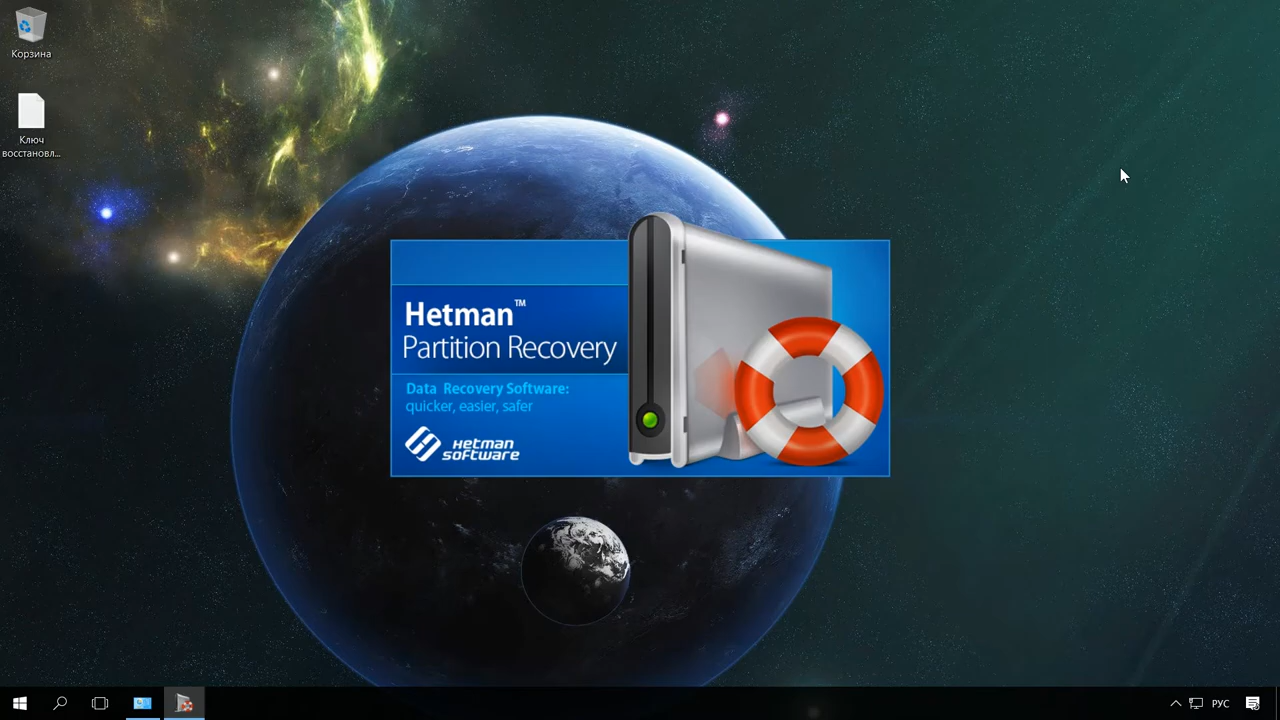 Корзина
Ключ
восстановл...
Hetman™
Partition Recovery
Data Recovery Software:
quicker, easier, safer
Hetman
software
РУС